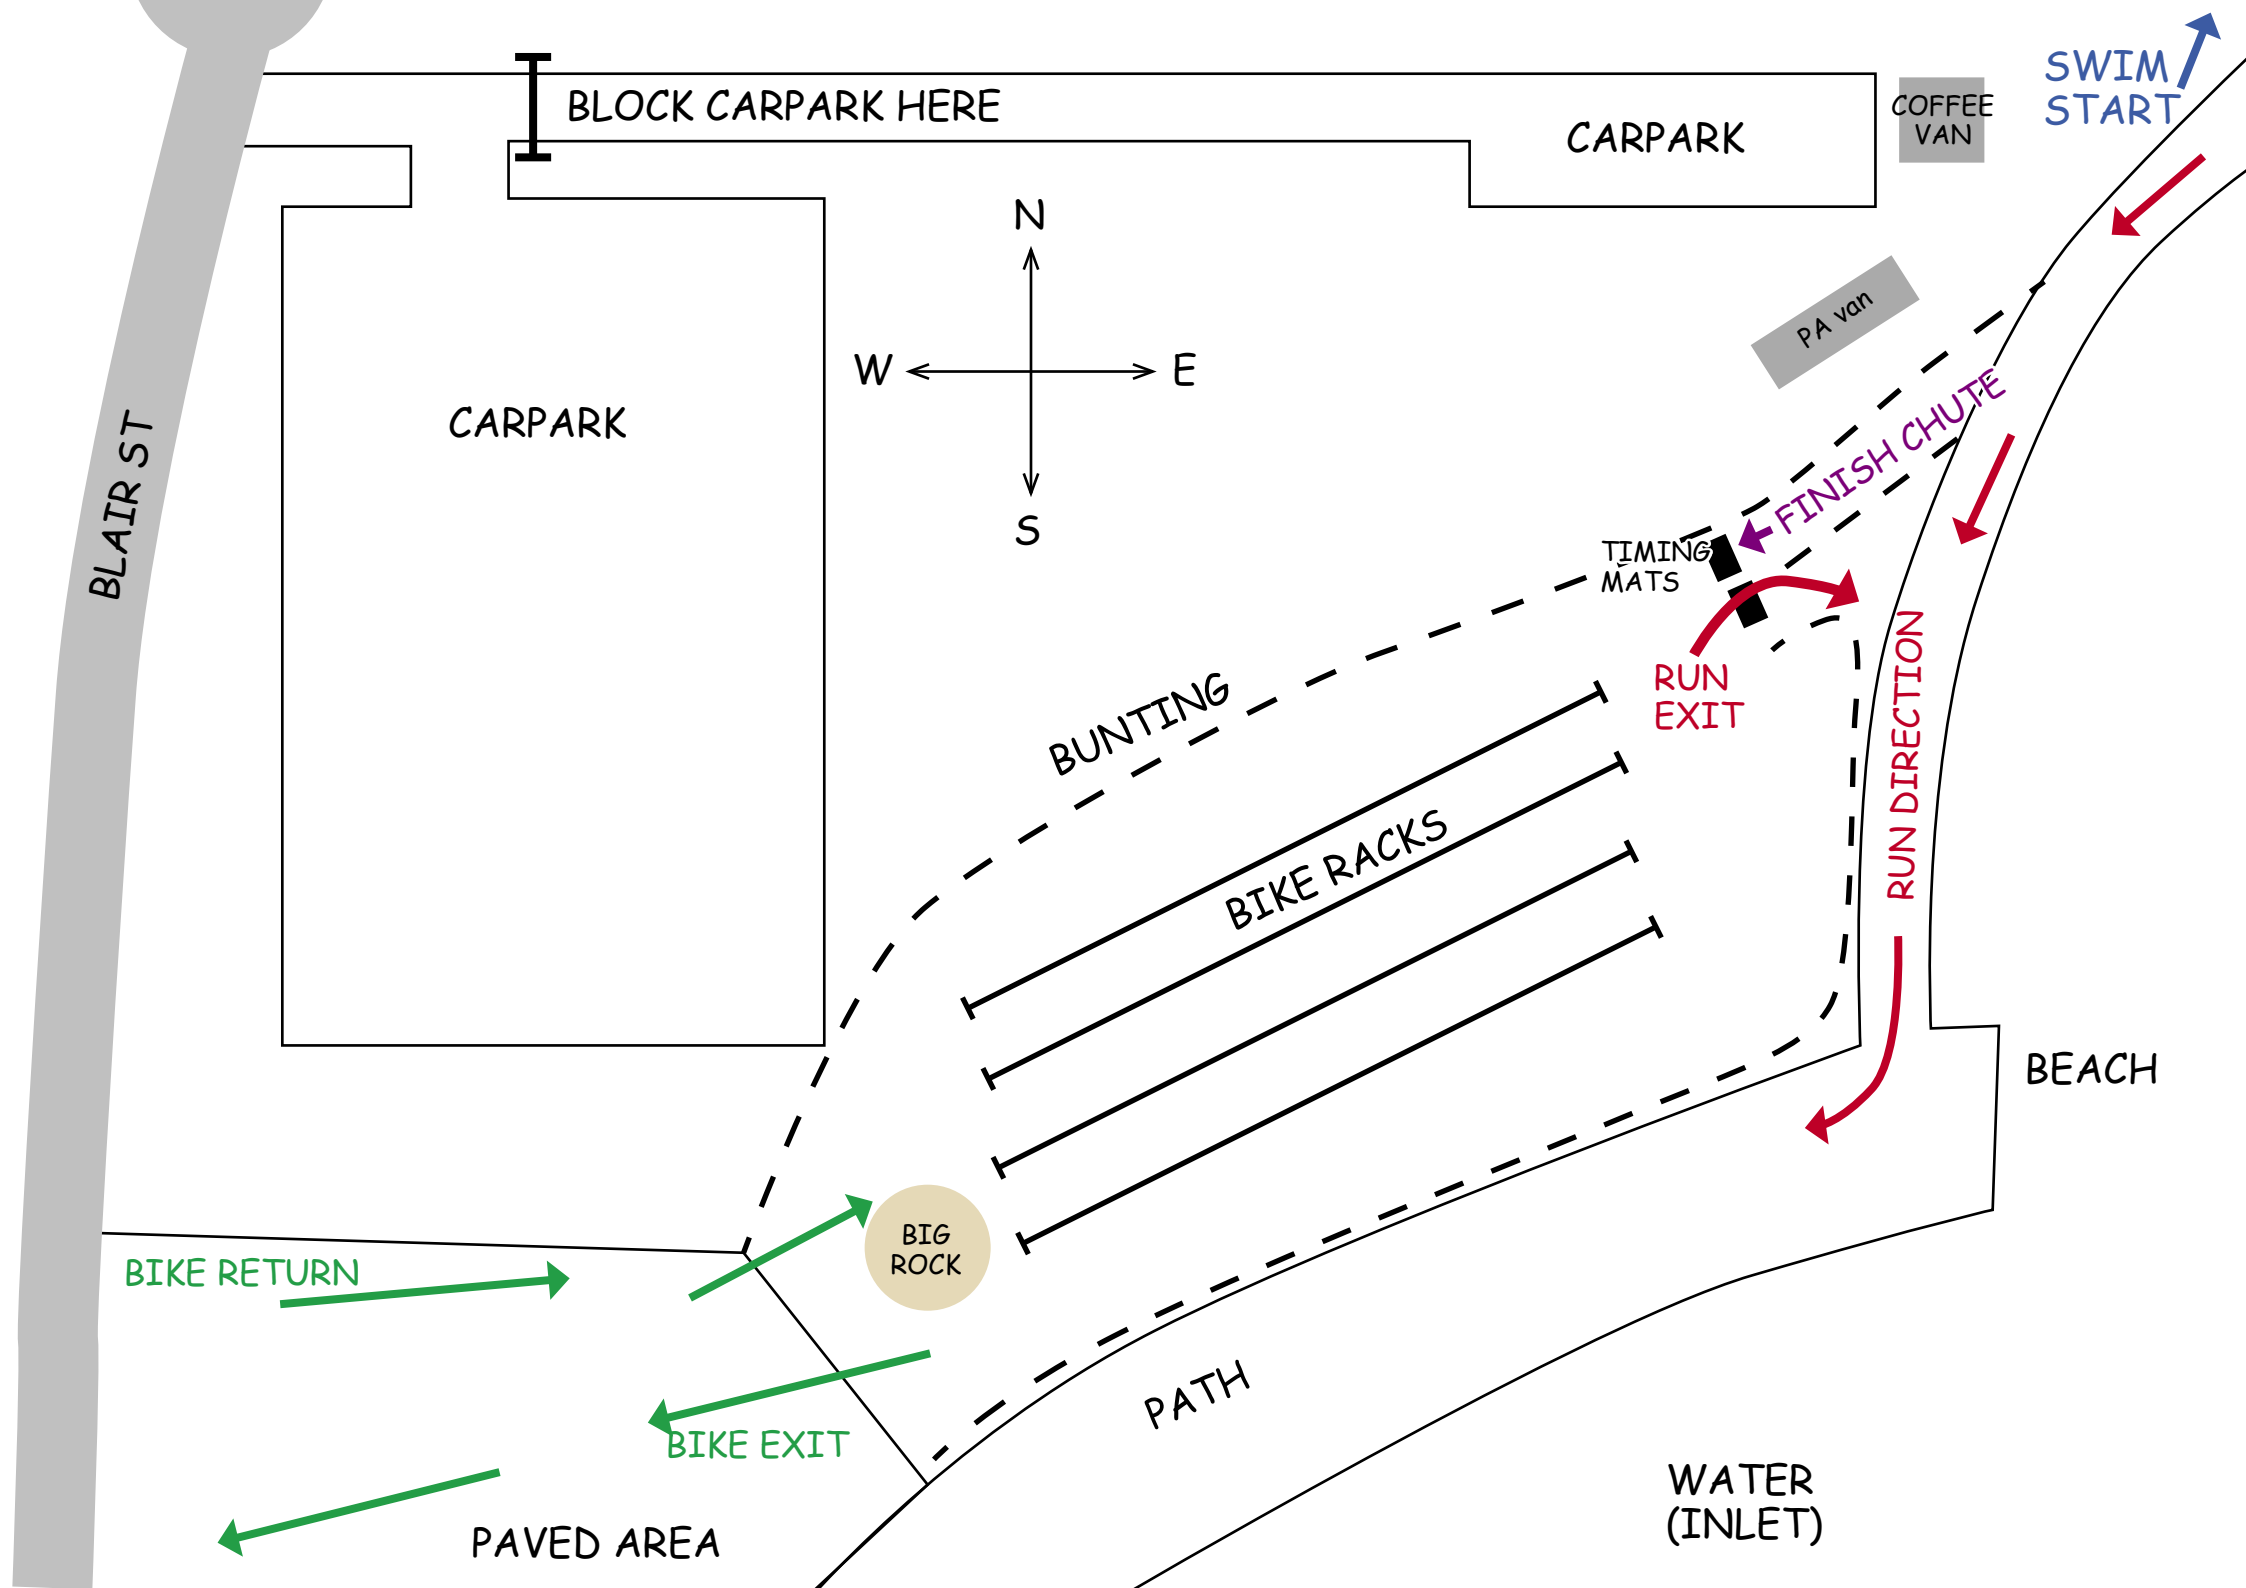 SWIM
START
BLOCK CARPARK HERE
COFFEE
VAN
CARPARK
N
PA van
W
E
CARPARK
FINISH CHUTE
BLAIR ST
S
TIMING
MATS
RUN
EXIT
BUNTING
RUN DIRECTION
BIKE RACKS
BEACH
BIG
ROCK
BIKE RETURN
PATH
BIKE EXIT
WATER
(INLET)
PAVED AREA